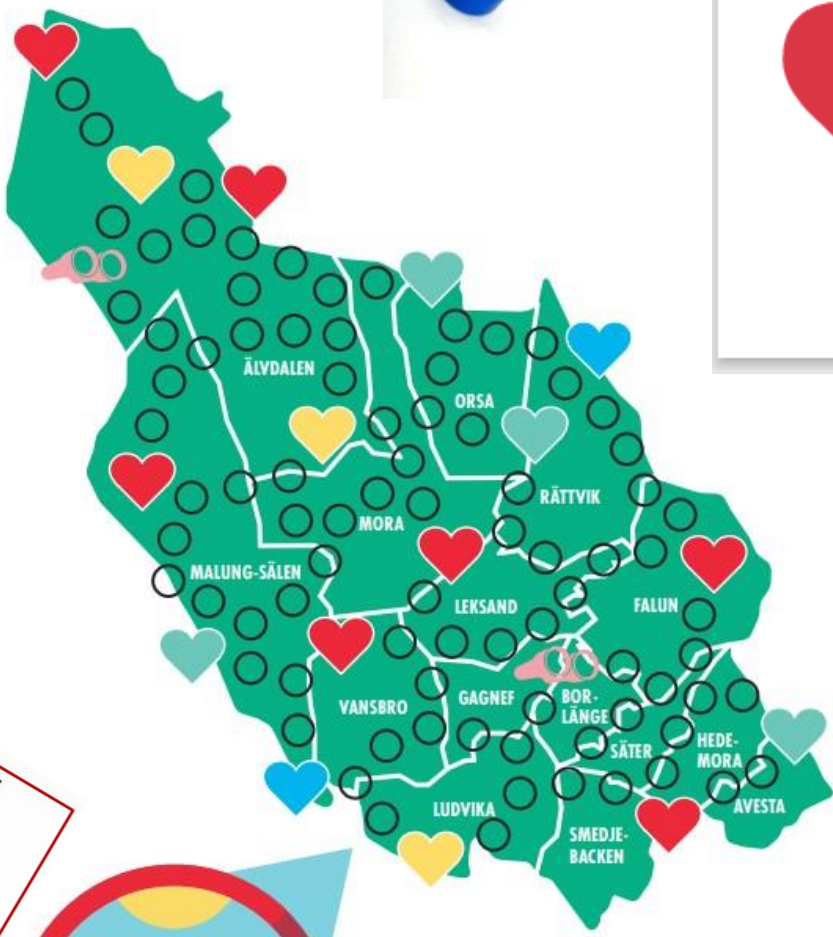 ÄLVDALEN
ORSA
RÄTTVIK
MORA
MALUNG-SÄLEN
LEKSAND
FALUN
VANSBRO
GAGNEF
BOR-
LÄNGE
SÄTER
HEDE-
MORA
LUDVIKA
AVESTA
SMEDJE-
BACKEN